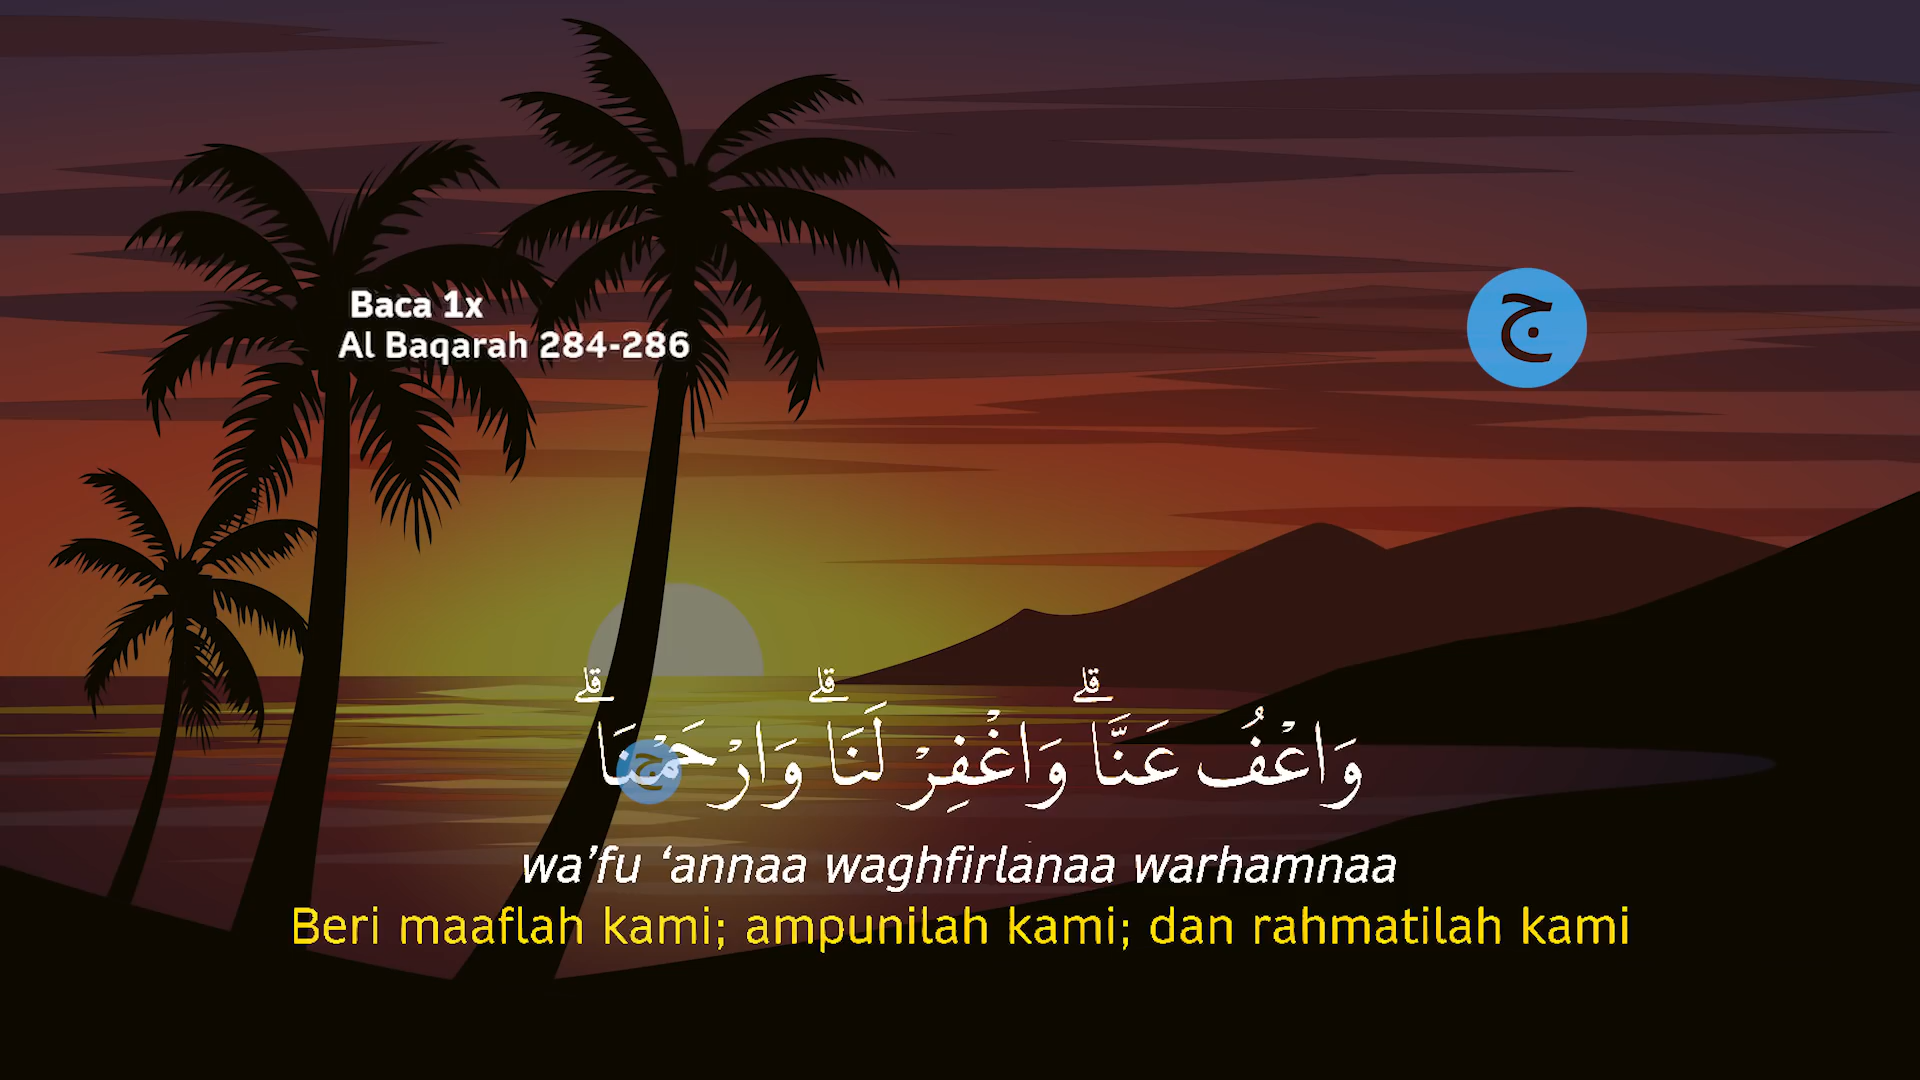 Baca 1x
Al Baqarah 284-286
ج
وَاعْفُ عَنَّاۗ وَاغْفِرْ لَنَاۗ وَارْحَمْنَاۗ
ج
wa’fu ‘annaa waghfirlanaa warhamnaa
Beri maaflah kami; ampunilah kami; dan rahmatilah kami